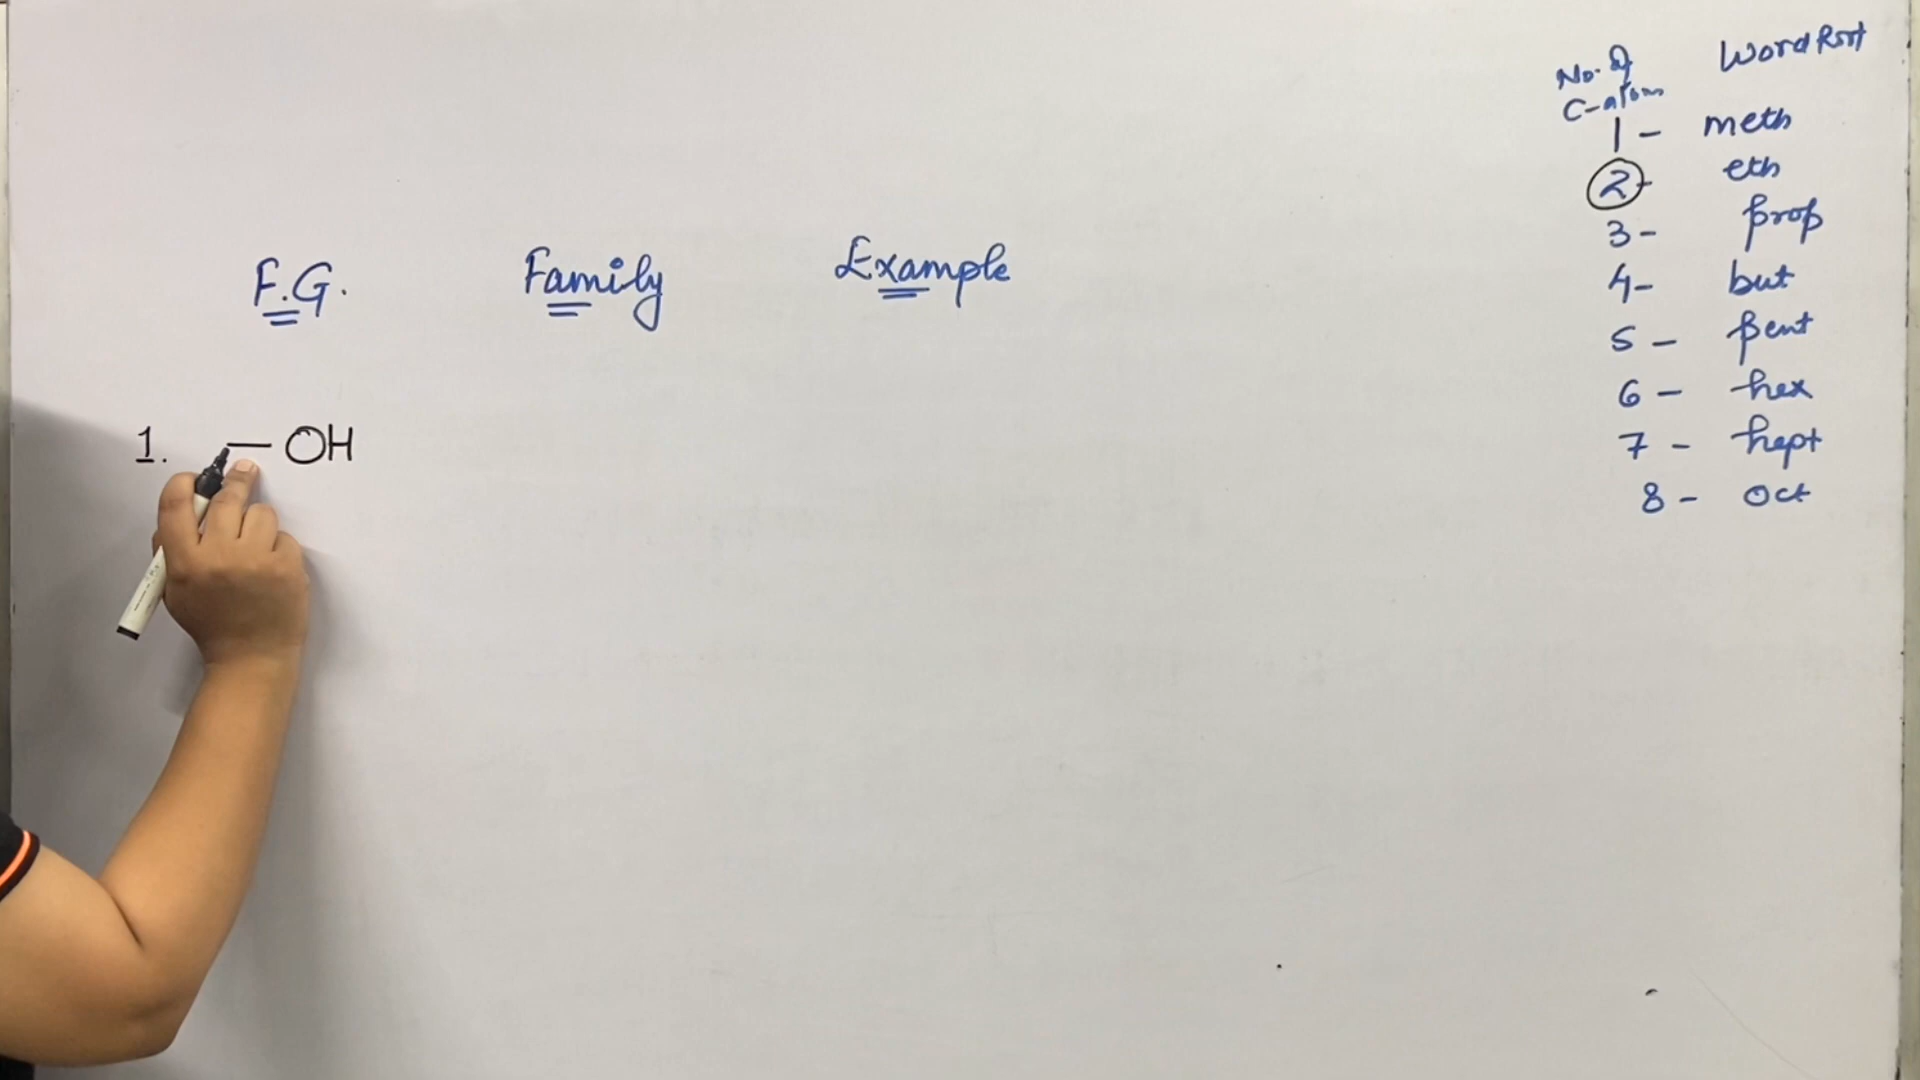 F.G. Family Example
1. — OH
No. of C-atoms Word Root
1 - meth
2 - eth
3 - prop
4 - but
5 - pent
6 - hex
7 - hept
8 - oct